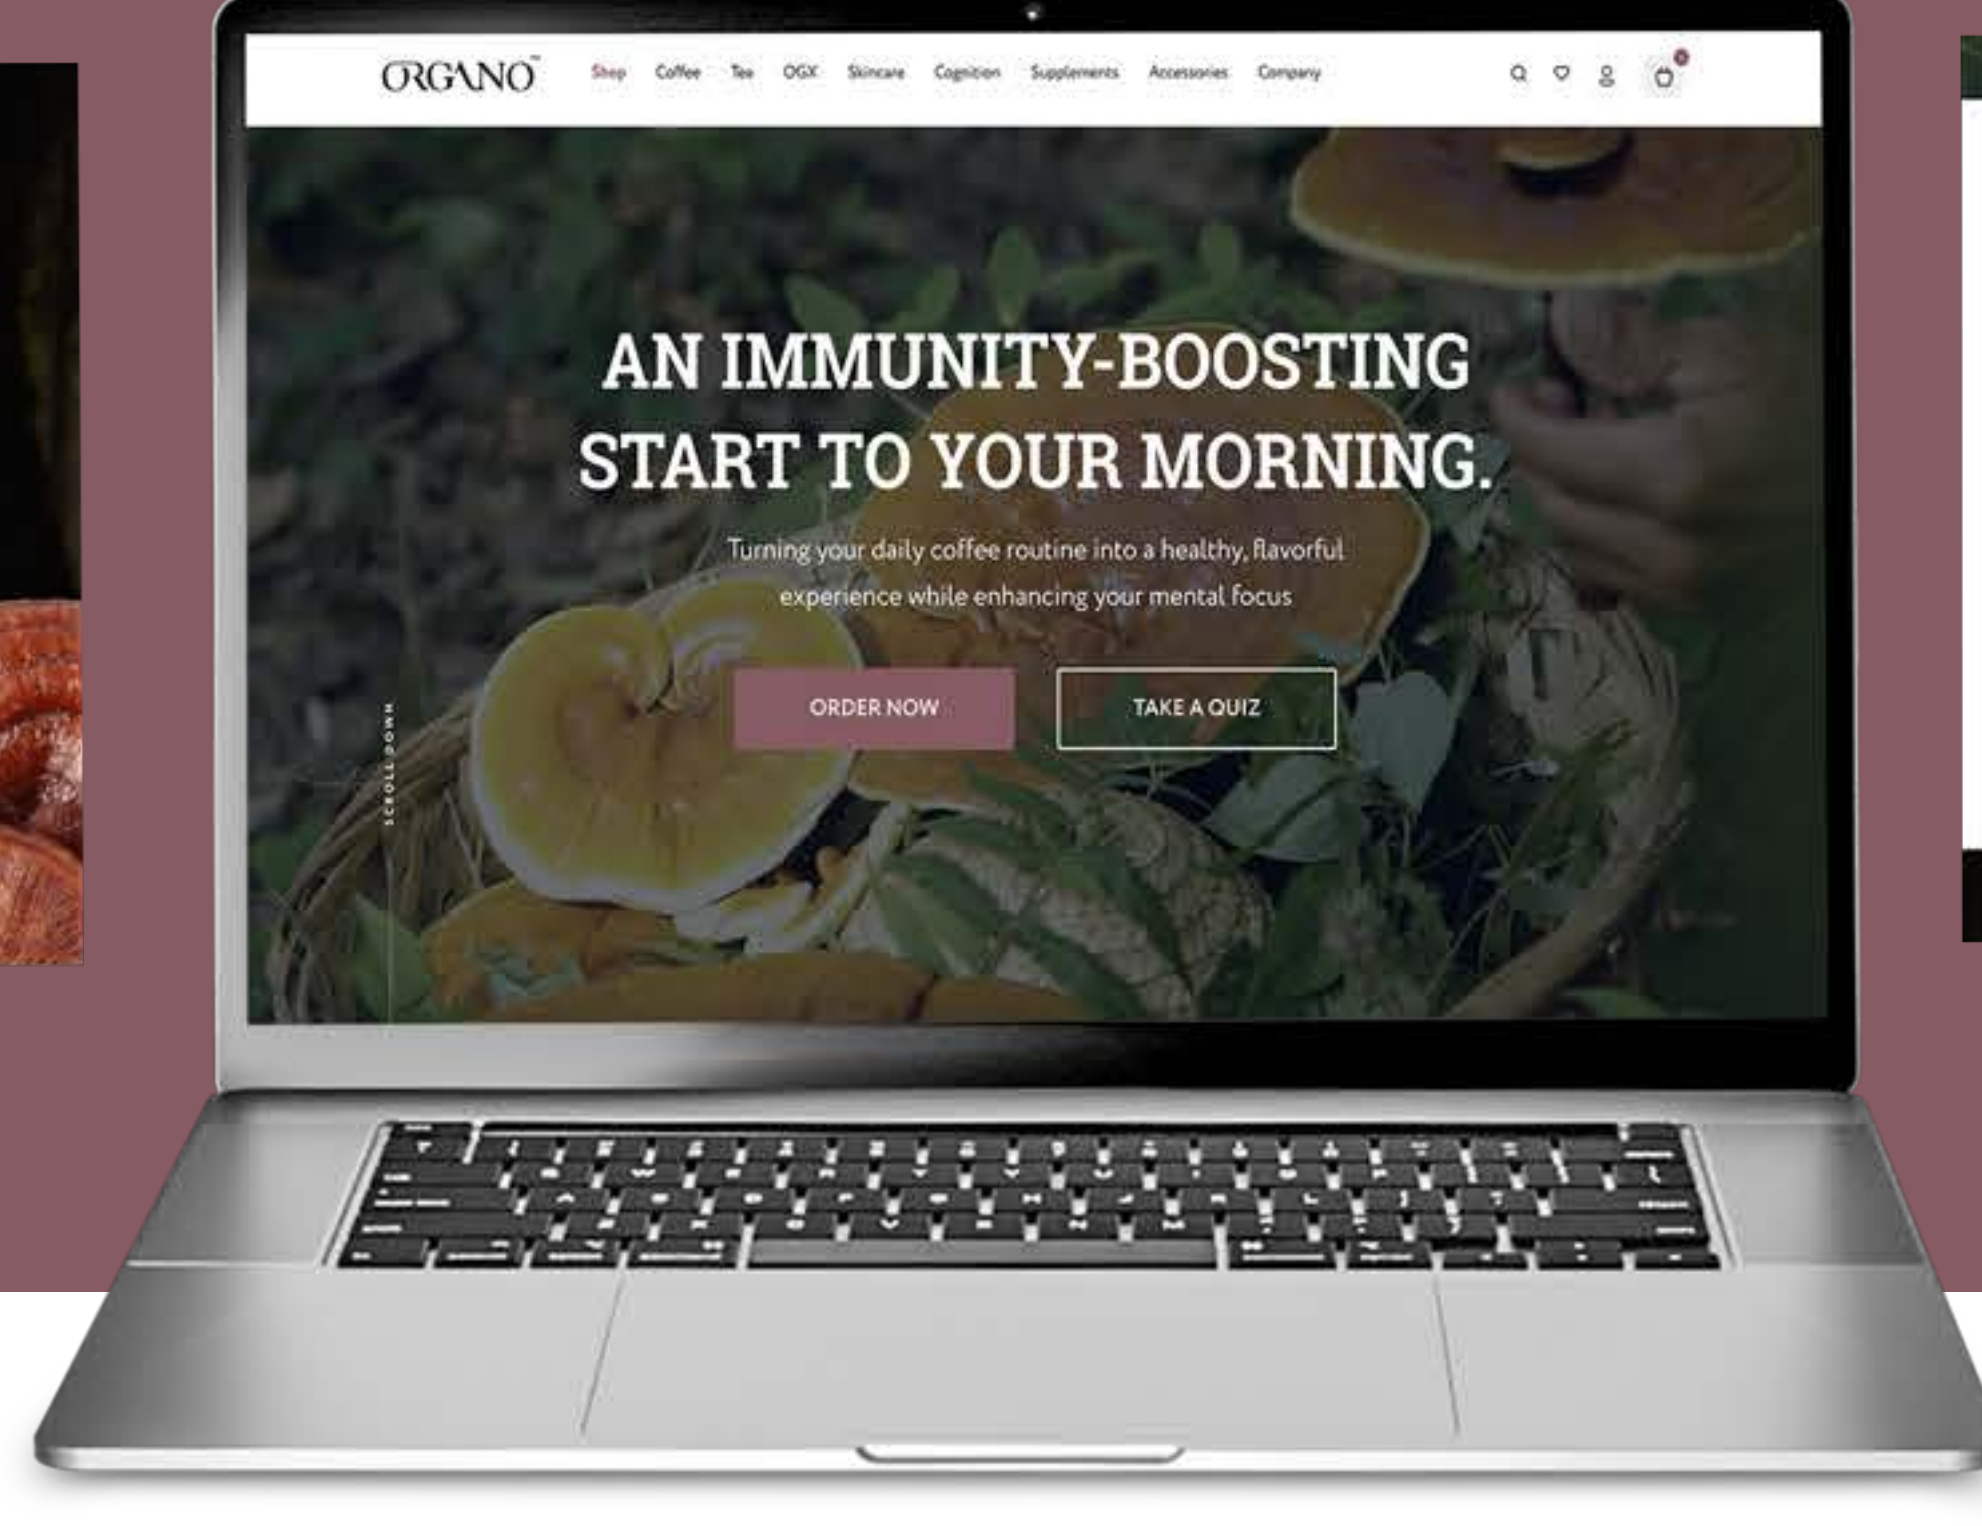 ORGANO™
Shop Coffee Tea OGX Skincare Cognition Supplements Accessories Company
AN IMMUNITY-BOOSTING
START TO YOUR MORNING.
Turning your daily coffee routine into a healthy, flavorful
experience while enhancing your mental focus
ORDER NOW TAKE A QUIZ
SCROLL DOWN